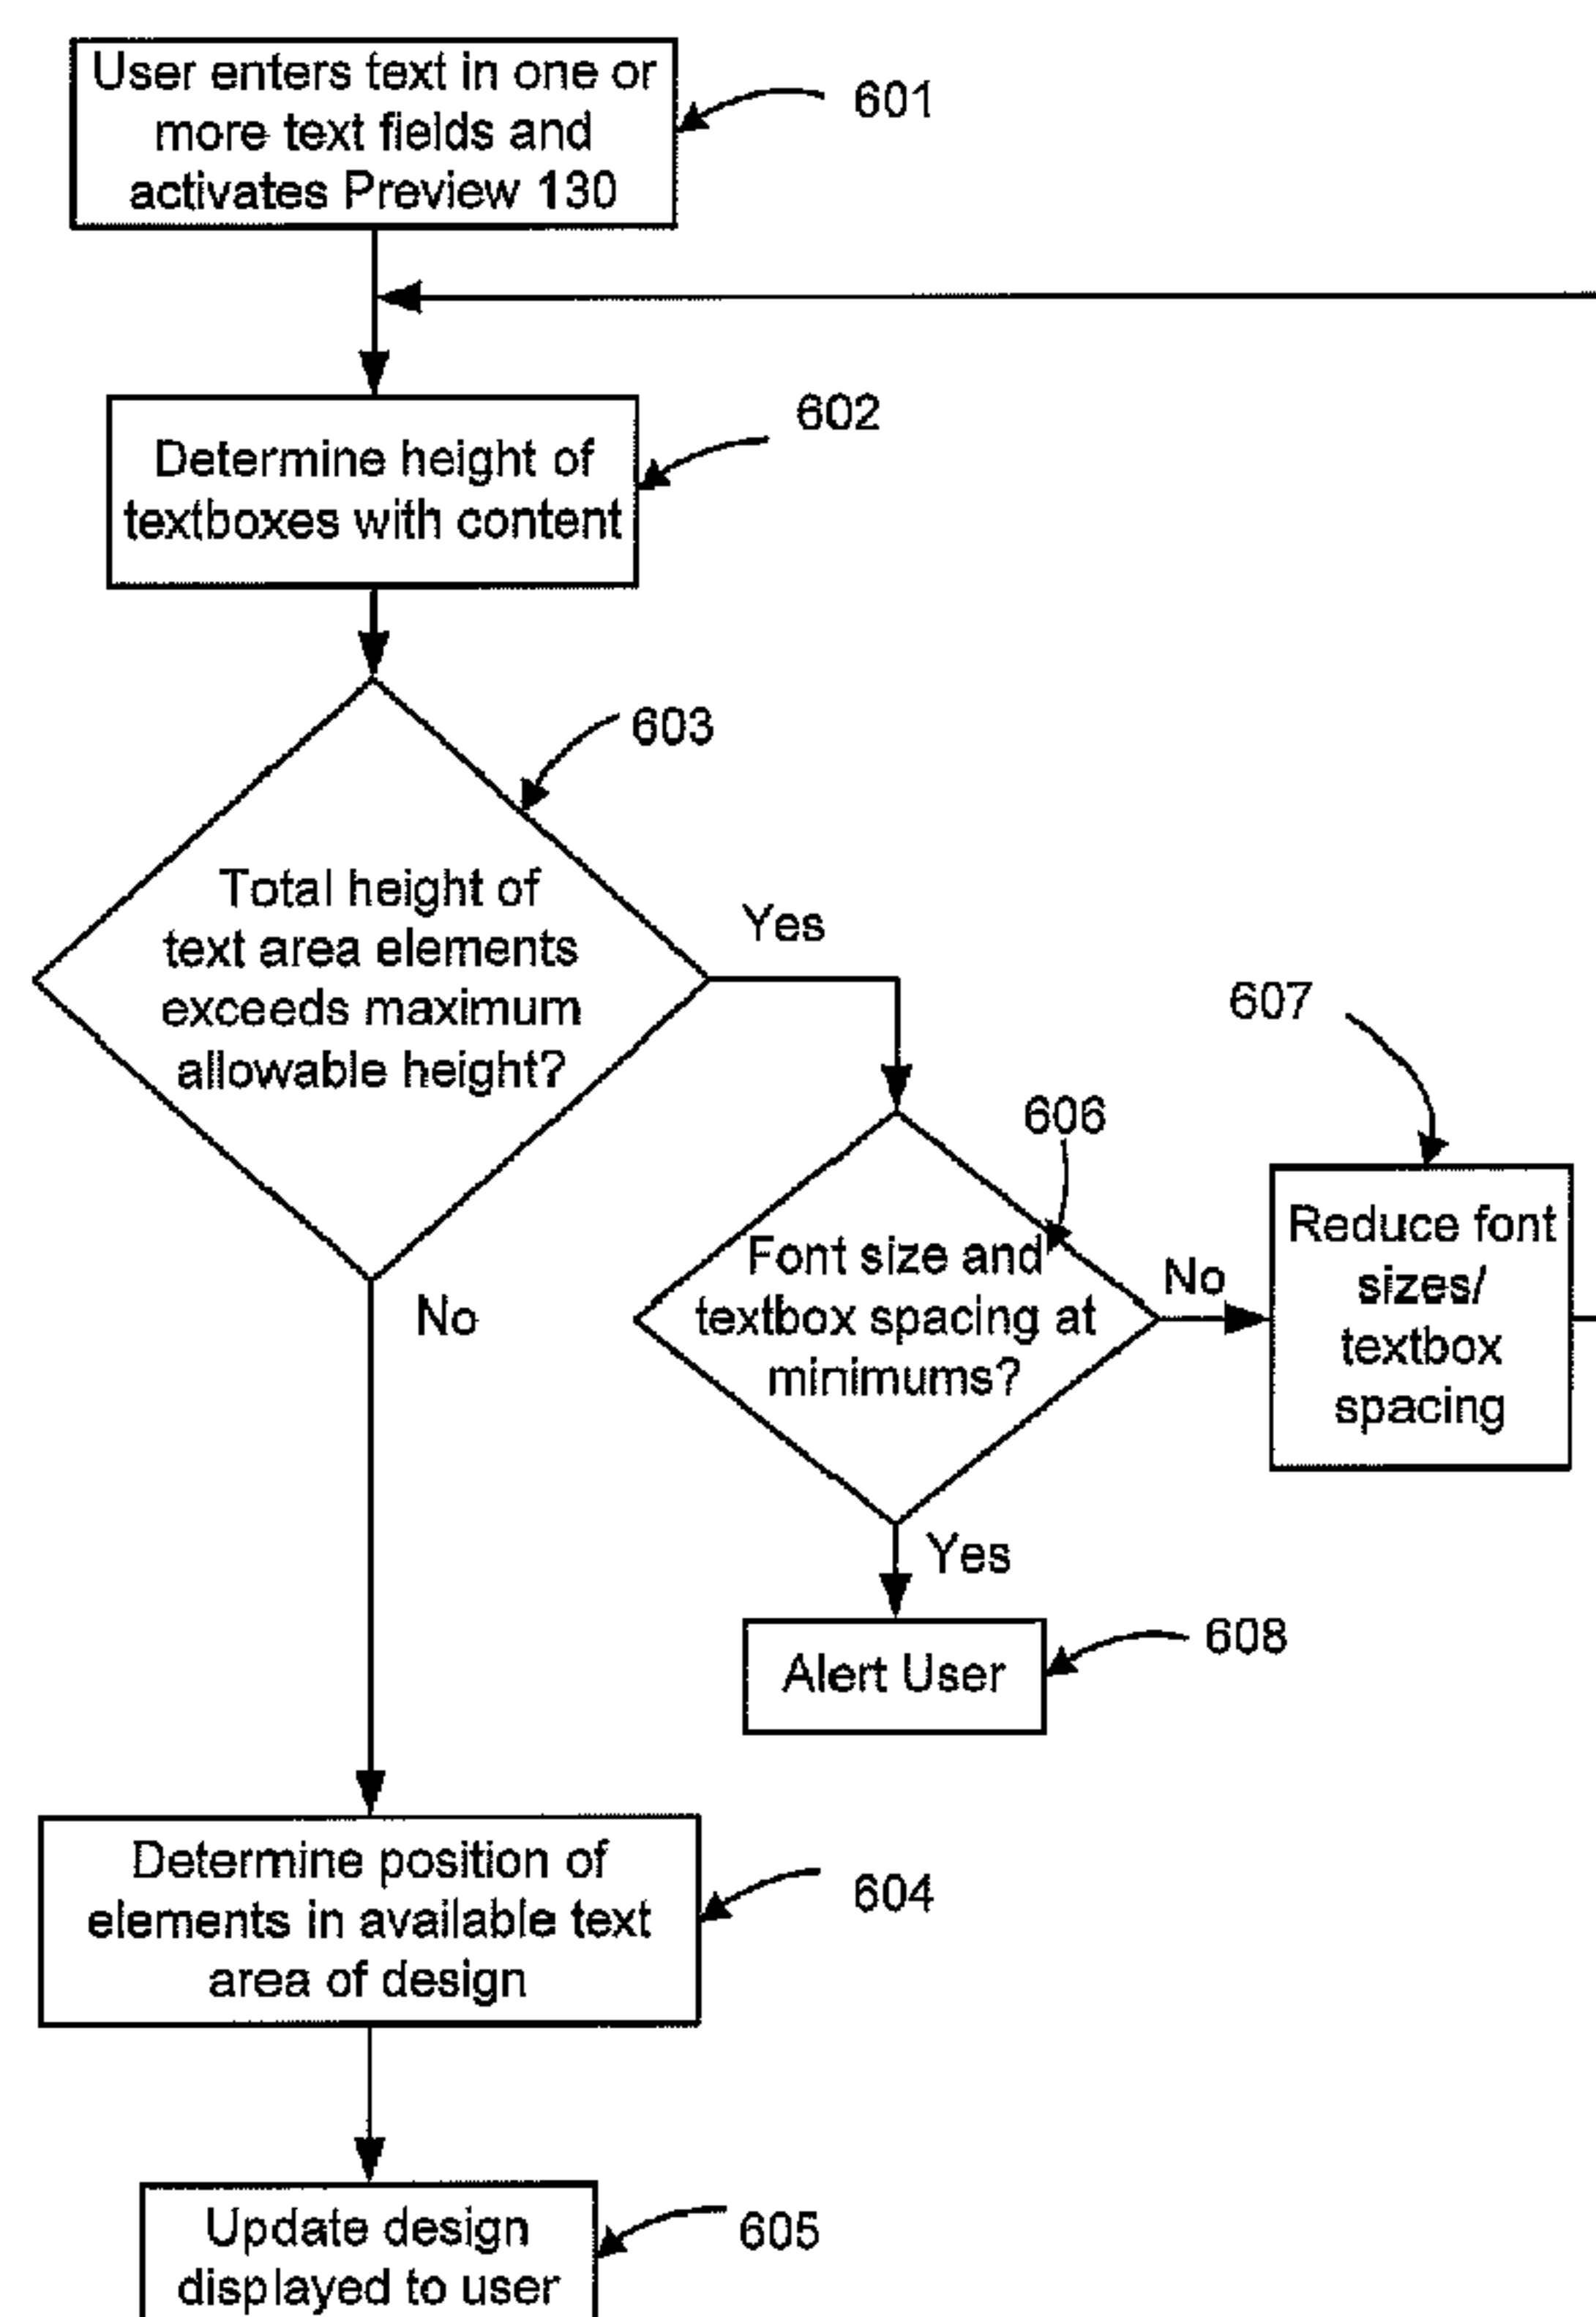 User enters text in one or
more text fields and
activates Preview 130
601
Determine height of
textboxes with content
602
603
Total height of
text area elements
exceeds maximum
allowable height?
Yes
No
606
Font size and
textbox spacing at
minimums?
No
607
Reduce font
sizes/
textbox
spacing
Yes
Alert User
608
Determine position of
elements in available text
area of design
604
Update design
displayed to user
605